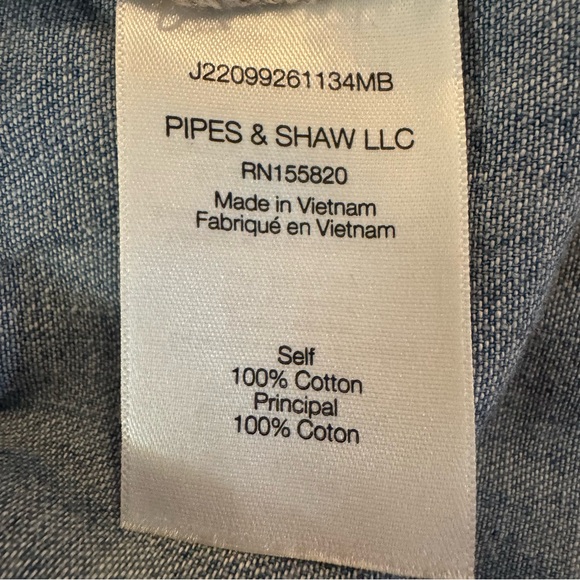 J22099261134MB
PIPES & SHAW LLC
RN155820
Made in Vietnam
Fabriqué en Vietnam
Self
100% Cotton
Principal
100% Coton